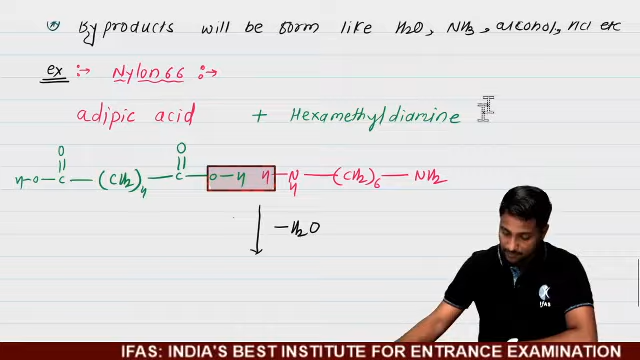 By products will be form like H2O, NH3, alcohol, HCl etc
ex :→ Nylon 66 :→
adipic acid + Hexamethyldiamine
O O
H-O-C-(CH2)4-C-O-H H-N-(CH2)6-NH2
H
-H2O
IFAS
IFAS: INDIA'S BEST INSTITUTE FOR ENTRANCE EXAMINATION